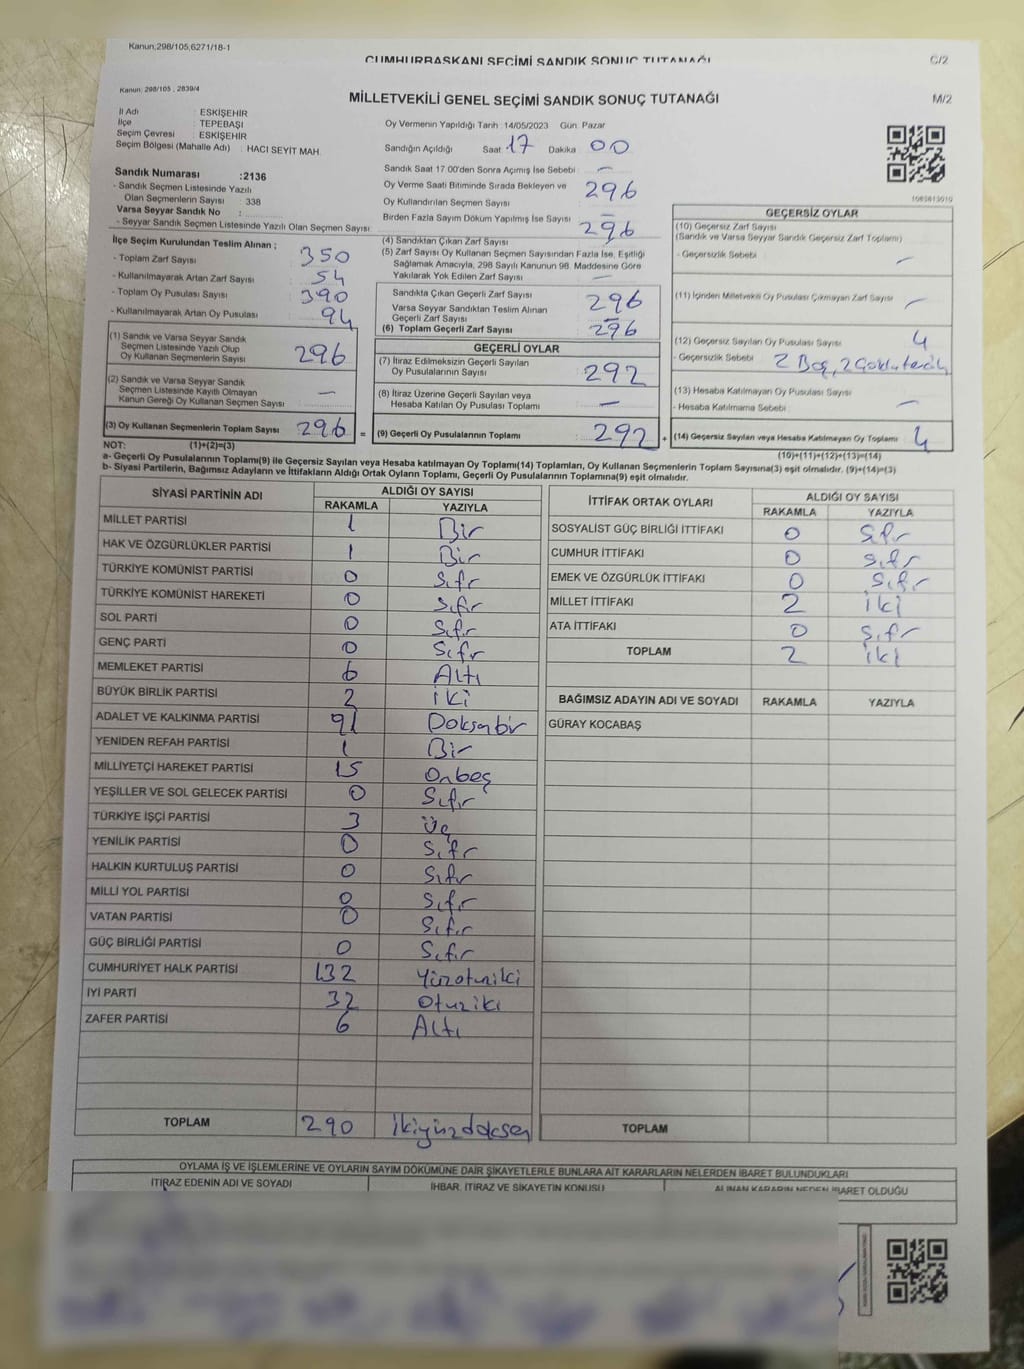 Kanun;298/105,6271/18-1
CUMHURBAŞKANI SEÇİMİ SANDIK SONUÇ TUTANAĞI
C/2
Kanun; 298/105 , 2839/4
MİLLETVEKİLİ GENEL SEÇİMİ SANDIK SONUÇ TUTANAĞI
M/2
İl Adı : ESKİŞEHİR
İlçe : TEPEBAŞI
Seçim Çevresi : ESKİŞEHİR
Seçim Bölgesi (Mahalle Adı) : HACI SEYİT MAH.
Sandık Numarası :2136
- Sandık Seçmen Listesinde Yazılı
Olan Seçmenlerin Sayısı : 338
Varsa Seyyar Sandık No :
- Seyyar Sandık Seçmen Listesinde Yazılı Olan Seçmen Sayısı :
Oy Vermenin Yapıldığı Tarih :14/05/2023 Gün: Pazar
Sandığın Açıldığı Saat 17 Dakika 00
Sandık Saat 17.00'den Sonra Açımış İse Sebebi : —
Oy Verme Saati Bitiminde Sırada Bekleyen ve
Oy Kullandırılan Seçmen Sayısı : 296
Birden Fazla Sayım Döküm Yapılmış İse Sayısı : —
İlçe Seçim Kurulundan Teslim Alınan ;
- Toplam Zarf Sayısı : 350
- Kullanılmayarak Artan Zarf Sayısı : 54
- Toplam Oy Pusulası Sayısı : 390
- Kullanılmayarak Artan Oy Pusulası : 94
(4) Sandıktan Çıkan Zarf Sayısı : 296
(5) Zarf Sayısı Oy Kullanan Seçmen Sayısından Fazla İse, Eşitliği
Sağlamak Amacıyla, 298 Sayılı Kanunun 98. Maddesine Göre
Yakılarak Yok Edilen Zarf Sayısı : —
Sandıkta Çıkan Geçerli Zarf Sayısı : 296
Varsa Seyyar Sandıktan Teslim Alınan
Geçerli Zarf Sayısı : —
(6) Toplam Geçerli Zarf Sayısı : 296
(1) Sandık ve Varsa Seyyar Sandık
Seçmen Listesinde Yazılı Olup
Oy Kullanan Seçmenlerin Sayısı : 296
(2) Sandık ve Varsa Seyyar Sandık
Seçmen Listesinde Kayıtlı Olmayan
Kanun Gereği Oy Kullanan Seçmen Sayısı : —
(3) Oy Kullanan Seçmenlerin Toplam Sayısı : 296
GEÇERLİ OYLAR
(7) İtiraz Edilmeksizin Geçerli Sayılan
Oy Pusulalarının Sayısı : 292
(8) İtiraz Üzerine Geçerli Sayılan veya
Hesaba Katılan Oy Pusulası Toplamı : —
= (9) Geçerli Oy Pusulalarının Toplamı : 292
GEÇERSİZ OYLAR
(10) Geçersiz Zarf Sayısı
(Sandık ve Varsa Seyyar Sandık Geçersiz Zarf Toplamı)
- Geçersizlik Sebebi : —
(11) İçinden Milletvekili Oy Pusulası Çıkmayan Zarf Sayısı : —
(12) Geçersiz Sayılan Oy Pusulası Sayısı : 4
- Geçersizlik Sebebi : 2 Boş, 2
(13) Hesaba Katılmayan Oy Pusulası Sayısı : —
- Hesaba Katılmama Sebebi :
+ (14) Geçersiz Sayılan veya Hesaba Katılmayan Oy Toplamı : 4
NOT: (1)+(2)=(3)
(10)+(11)+(12)+(13)=(14)
a- Geçerli Oy Pusulalarının Toplamı(9) ile Geçersiz Sayılan veya Hesaba katılmayan Oy Toplamı(14) Toplamları, Oy Kullanan Seçmenlerin Toplam Sayısına(3) eşit olmalıdır. (9)+(14)=(3)
b- Siyasi Partilerin, Bağımsız Adayların ve İttifakların Aldığı Ortak Oyların Toplamı, Geçerli Oy Pusulalarının Toplamına(9) eşit olmalıdır.
SİYASİ PARTİNİN ADI ALDIĞI OY SAYISI
RAKAMLA YAZIYLA
MİLLET PARTİSİ 1 Bir
HAK VE ÖZGÜRLÜKLER PARTİSİ 1 Bir
TÜRKİYE KOMÜNİST PARTİSİ 0 Sıfır
TÜRKİYE KOMÜNİST HAREKETİ 0 Sıfır
SOL PARTİ 0 Sıfır
GENÇ PARTİ 0 Sıfır
MEMLEKET PARTİSİ 6 Altı
BÜYÜK BİRLİK PARTİSİ 2 İki
ADALET VE KALKINMA PARTİSİ 91 Doksanbir
YENİDEN REFAH PARTİSİ 1 Bir
MİLLİYETÇİ HAREKET PARTİSİ 15 Onbeş
YEŞİLLER VE SOL GELECEK PARTİSİ 0 Sıfır
TÜRKİYE İŞÇİ PARTİSİ 3 Üç
YENİLİK PARTİSİ 0 Sıfır
HALKIN KURTULUŞ PARTİSİ 0 Sıfır
MİLLİ YOL PARTİSİ 0 Sıfır
VATAN PARTİSİ 0 Sıfır
GÜÇ BİRLİĞİ PARTİSİ 0 Sıfır
CUMHURİYET HALK PARTİSİ 132 Yüzotuziki
İYİ PARTİ 32 Otuziki
ZAFER PARTİSİ 6 Altı
TOPLAM 290 İkiyüzdoksan
İTTİFAK ORTAK OYLARI ALDIĞI OY SAYISI
RAKAMLA YAZIYLA
SOSYALİST GÜÇ BİRLİĞİ İTTİFAKI 0 Sıfır
CUMHUR İTTİFAKI 0 Sıfır
EMEK VE ÖZGÜRLÜK İTTİFAKI 0 Sıfır
MİLLET İTTİFAKI 2 İki
ATA İTTİFAKI 0 Sıfır
TOPLAM 2 İki
BAĞIMSIZ ADAYIN ADI VE SOYADI RAKAMLA YAZIYLA
GÜRAY KOCABAŞ
TOPLAM
OYLAMA İŞ VE İŞLEMLERİNE VE OYLARIN SAYIM DÖKÜMÜNE DAİR ŞİKAYETLERLE BUNLARA AİT KARARLARIN NELERDEN İBARET BULUNDUKLARI
İTİRAZ EDENİN ADI VE SOYADI İHBAR, İTİRAZ VE ŞİKAYETİN KONUSU ALINAN KARARIN NEDEN İBARET OLDUĞU